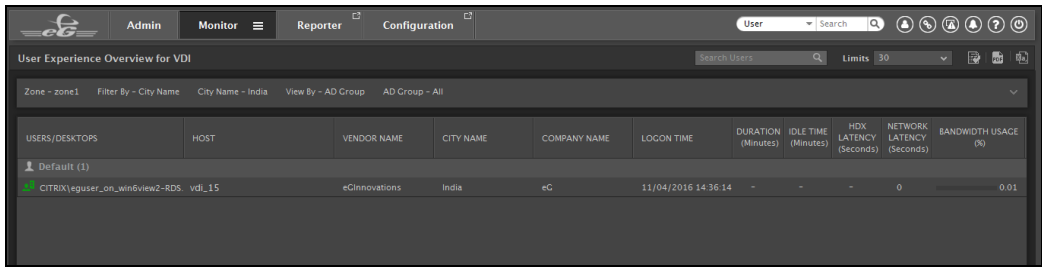 eG Admin Monitor Reporter Configuration User Search
User Experience Overview for VDI Search Users Limits 30
Zone - zone1 Filter By - City Name City Name - India View By - AD Group AD Group - All
USERS/DESKTOPS HOST VENDOR NAME CITY NAME COMPANY NAME LOGON TIME DURATION (Minutes) IDLE TIME (Minutes) HDX LATENCY (Seconds) NETWORK LATENCY (Seconds) BANDWIDTH USAGE (%)
Default (1)
CITRIX\eguser_on_win6view2-RDS. vdi_15 eGInnovations India eG 11/04/2016 14:36:14 - - - 0 0.01